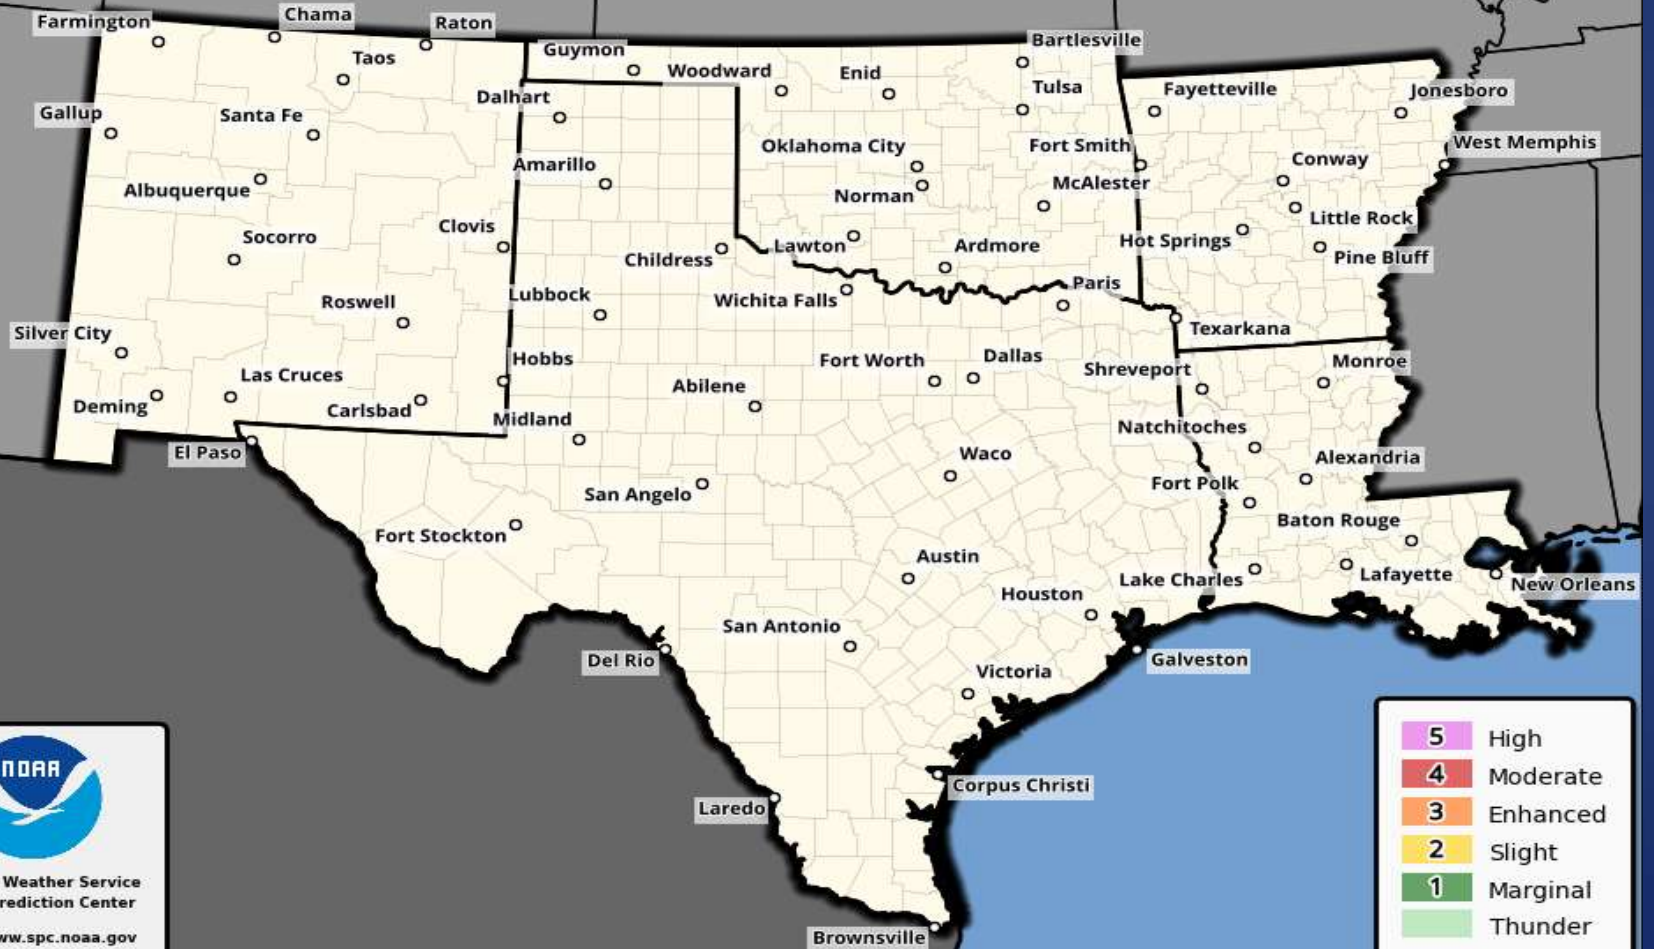 Farmington
Chama
Raton
Guymon
Bartlesville
Taos
Woodward
Enid
Tulsa
Fayetteville
Jonesboro
Dalhart
Gallup
Santa Fe
Oklahoma City
Fort Smith
West Memphis
Amarillo
Conway
Albuquerque
Norman
McAlester
Clovis
Little Rock
Socorro
Lawton
Ardmore
Hot Springs
Pine Bluff
Childress
Paris
Roswell
Lubbock
Wichita Falls
Texarkana
Silver City
Hobbs
Fort Worth
Dallas
Shreveport
Monroe
Las Cruces
Abilene
Deming
Carlsbad
Midland
Natchitoches
El Paso
Waco
Alexandria
San Angelo
Fort Polk
Baton Rouge
Fort Stockton
Austin
Lake Charles
Lafayette
New Orleans
Houston
San Antonio
Del Rio
Galveston
Victoria
Corpus Christi
Laredo
Brownsville
NOAA
Weather Service
rediction Center
ww.spc.noaa.gov
5 High
4 Moderate
3 Enhanced
2 Slight
1 Marginal
Thunder